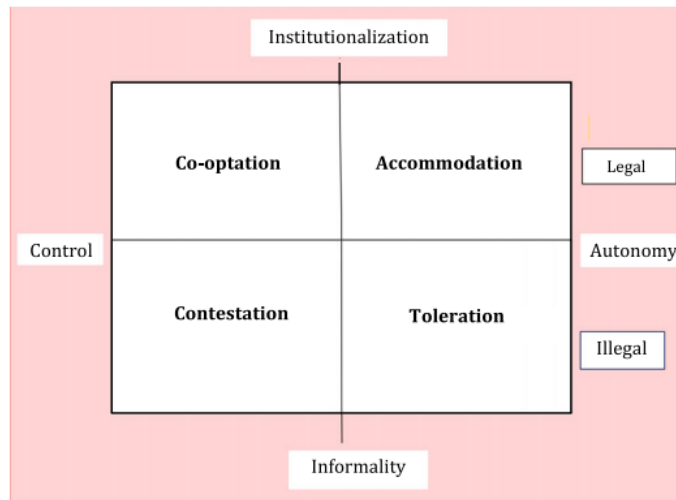 Institutionalization
Co-optation
Accommodation
Legal
Control
Autonomy
Contestation
Toleration
Illegal
Informality